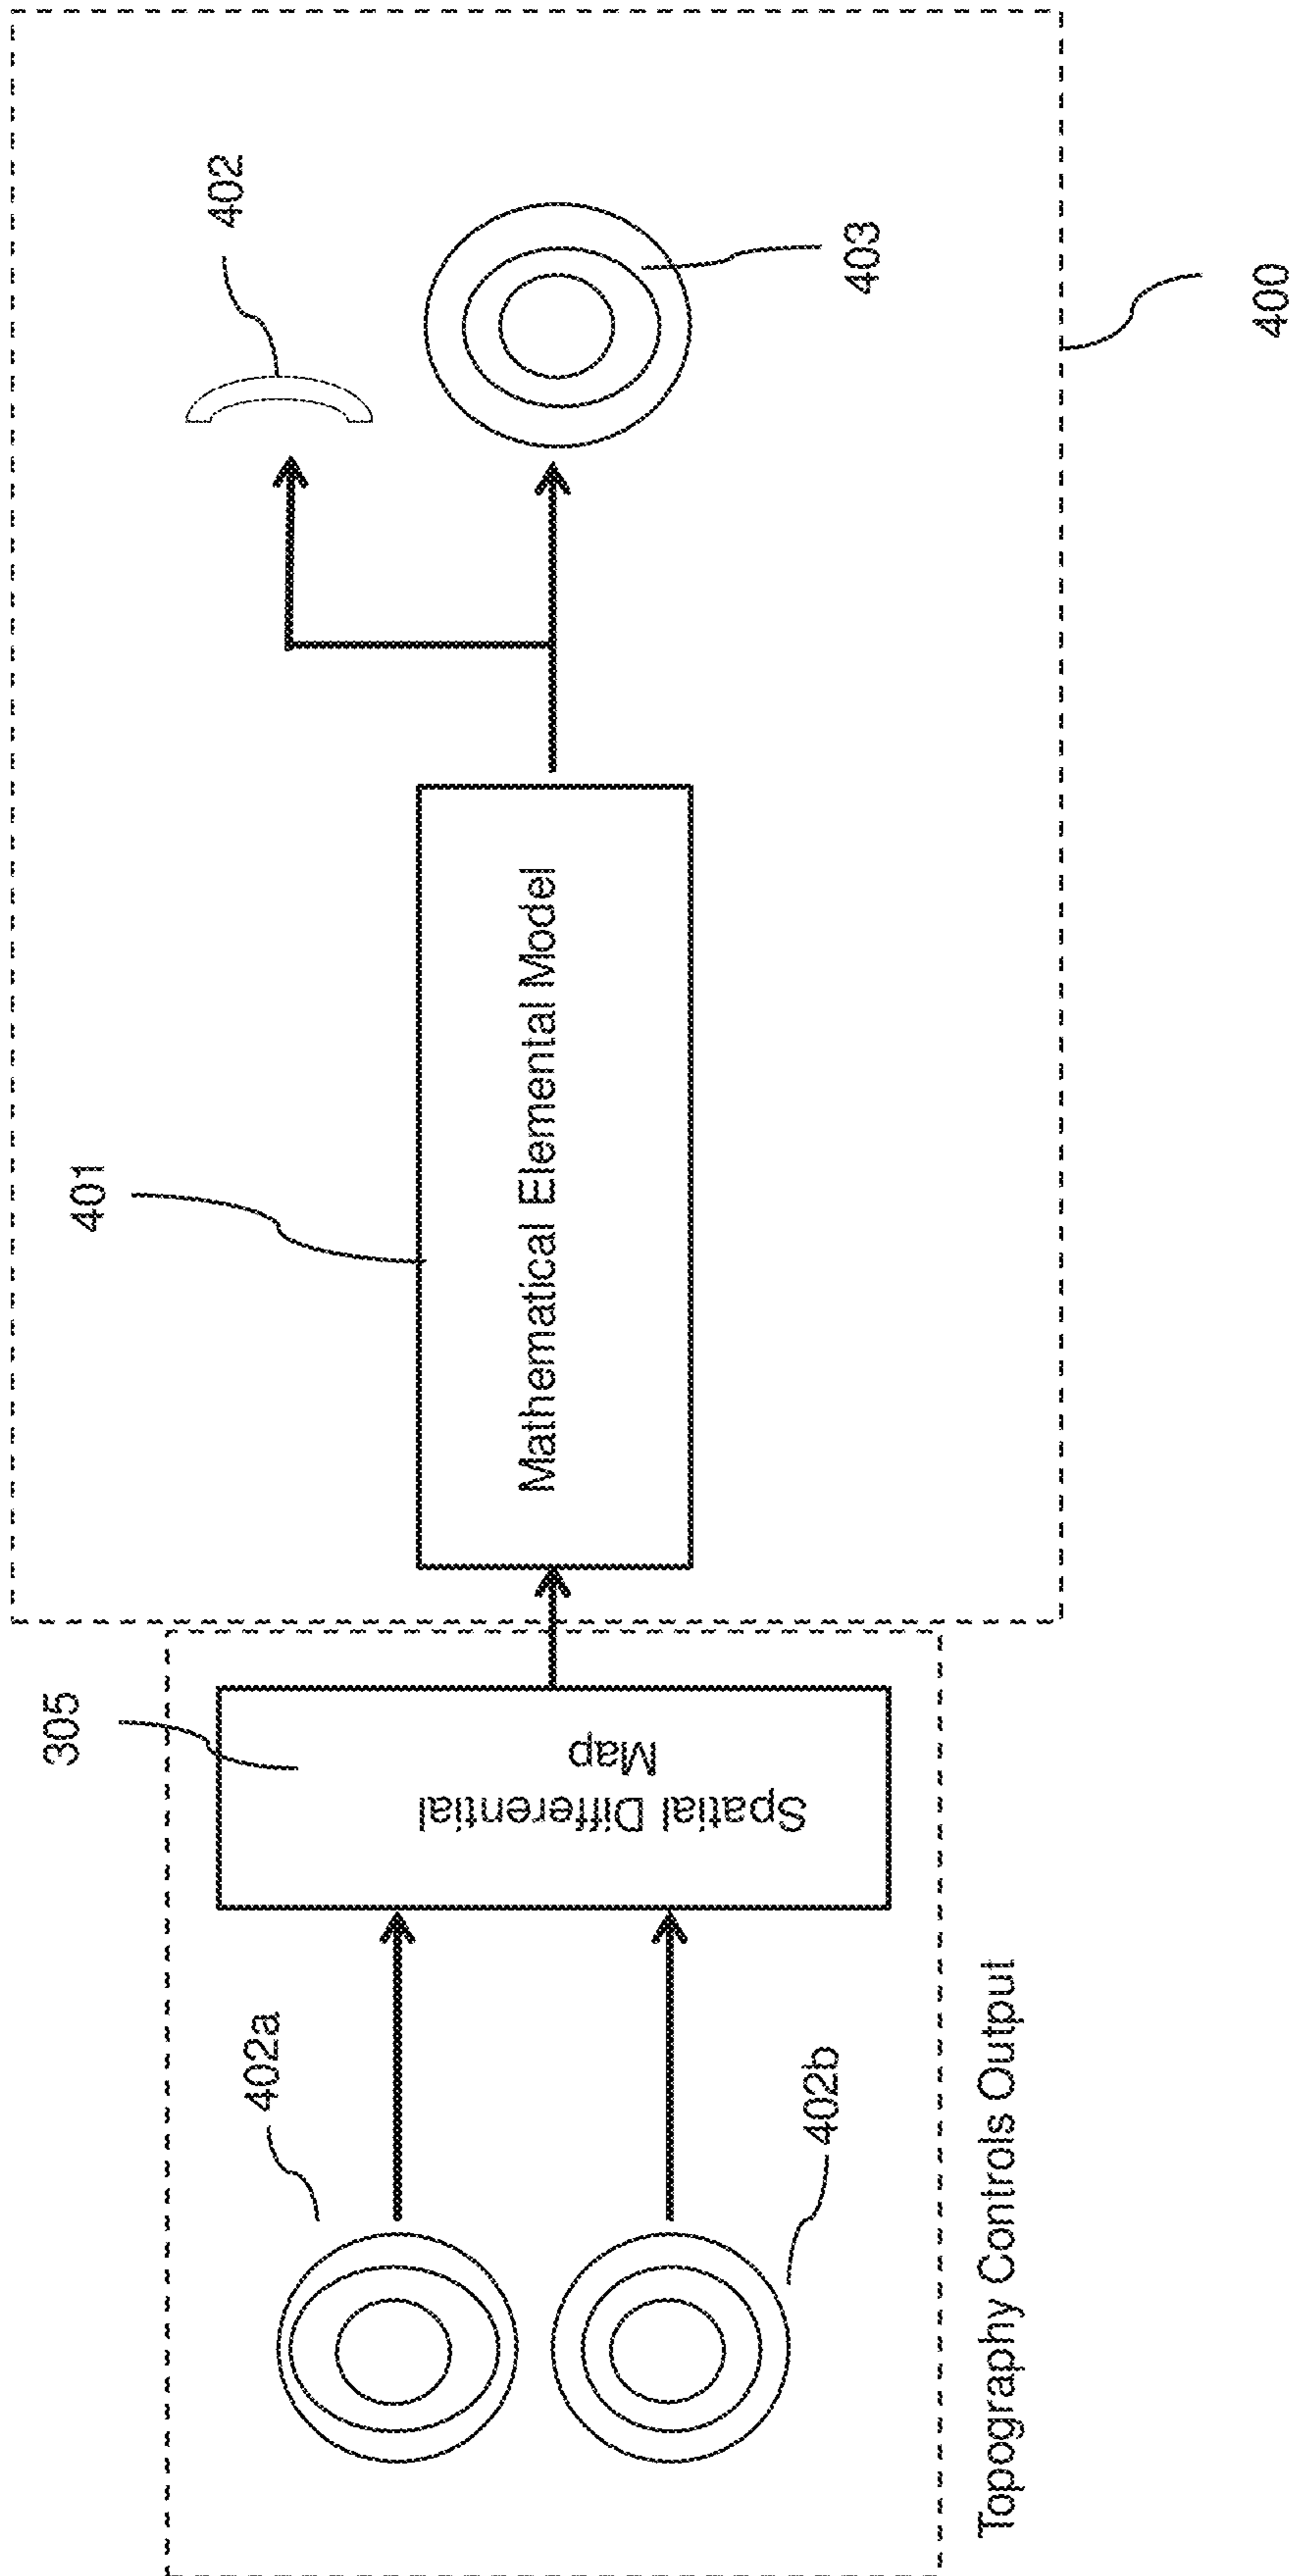 402
403
400
401
Mathematical Elemental Model
305
Spatial Differential
Map
402a
402b
Topography Controls Output